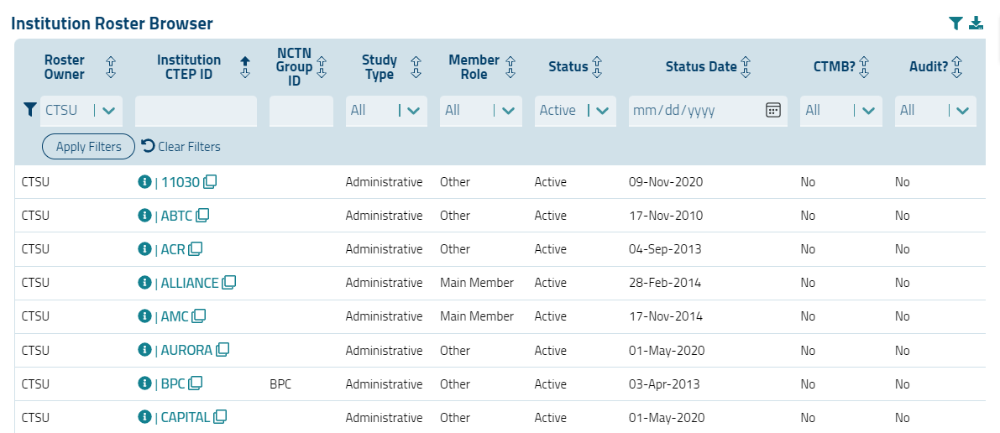 Institution Roster Browser
Roster Owner Institution CTEP ID NCTN Group ID Study Type Member Role Status Status Date CTMB? Audit?
CTSU All All Active mm/dd/yyyy All All
Apply Filters Clear Filters
CTSU | 11030 Administrative Other Active 09-Nov-2020 No No
CTSU | ABTC Administrative Other Active 17-Nov-2010 No No
CTSU | ACR Administrative Other Active 04-Sep-2013 No No
CTSU | ALLIANCE Administrative Main Member Active 28-Feb-2014 No No
CTSU | AMC Administrative Main Member Active 17-Nov-2014 No No
CTSU | AURORA Administrative Other Active 01-May-2020 No No
CTSU | BPC BPC Administrative Other Active 03-Apr-2013 No No
CTSU | CAPITAL Administrative Other Active 01-May-2020 No No